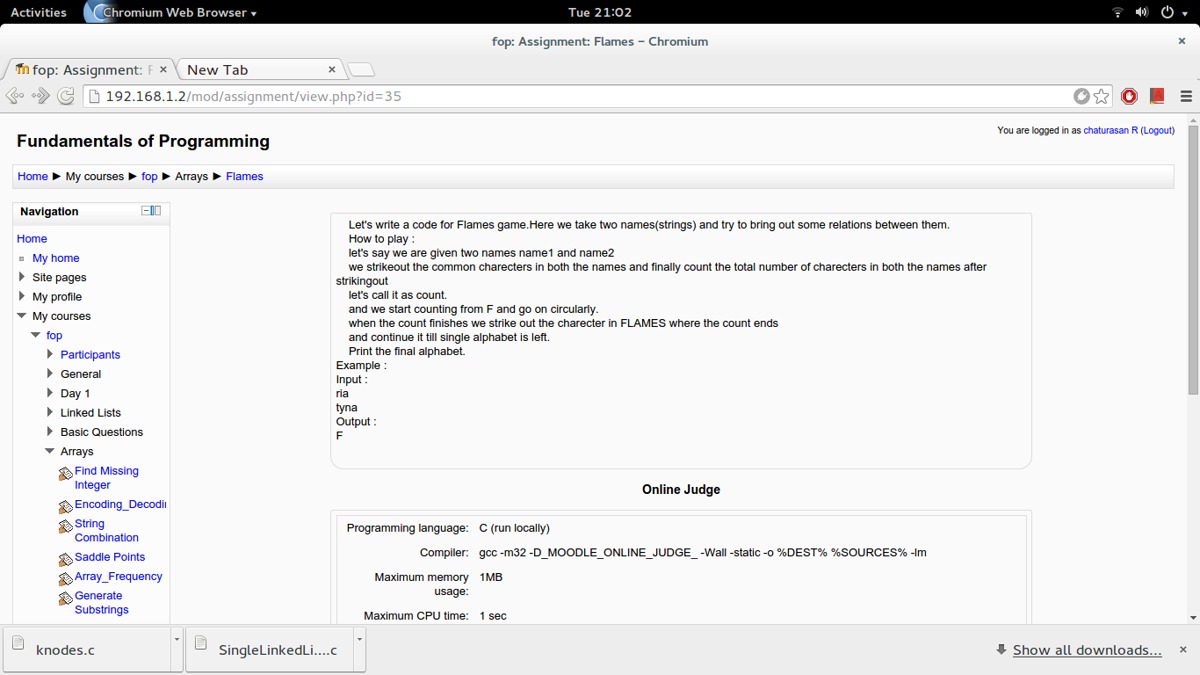 Activities Chromium Web Browser Tue 21:02
fop: Assignment: Flames – Chromium
fop: Assignment: F New Tab
192.168.1.2/mod/assignment/view.php?id=35
You are logged in as chaturasan R (Logout)
Fundamentals of Programming
Home ► My courses ► fop ► Arrays ► Flames
Navigation
Home
My home
Site pages
My profile
My courses
fop
Participants
General
Day 1
Linked Lists
Basic Questions
Arrays
Find Missing
Integer
Encoding_Decodi
String
Combination
Saddle Points
Array_Frequency
Generate
Substrings
Let's write a code for Flames game.Here we take two names(strings) and try to bring out some relations between them.
How to play :
let's say we are given two names name1 and name2
we strikeout the common charecters in both the names and finally count the total number of charecters in both the names after
strikingout
let's call it as count.
and we start counting from F and go on circularly.
when the count finishes we strike out the charecter in FLAMES where the count ends
and continue it till single alphabet is left.
Print the final alphabet.
Example :
Input :
ria
tyna
Output :
F
Online Judge
Programming language: C (run locally)
Compiler: gcc -m32 -D_MOODLE_ONLINE_JUDGE_ -Wall -static -o %DEST% %SOURCES% -lm
Maximum memory 1MB
usage:
Maximum CPU time: 1 sec
knodes.c SingleLinkedLi....c Show all downloads...